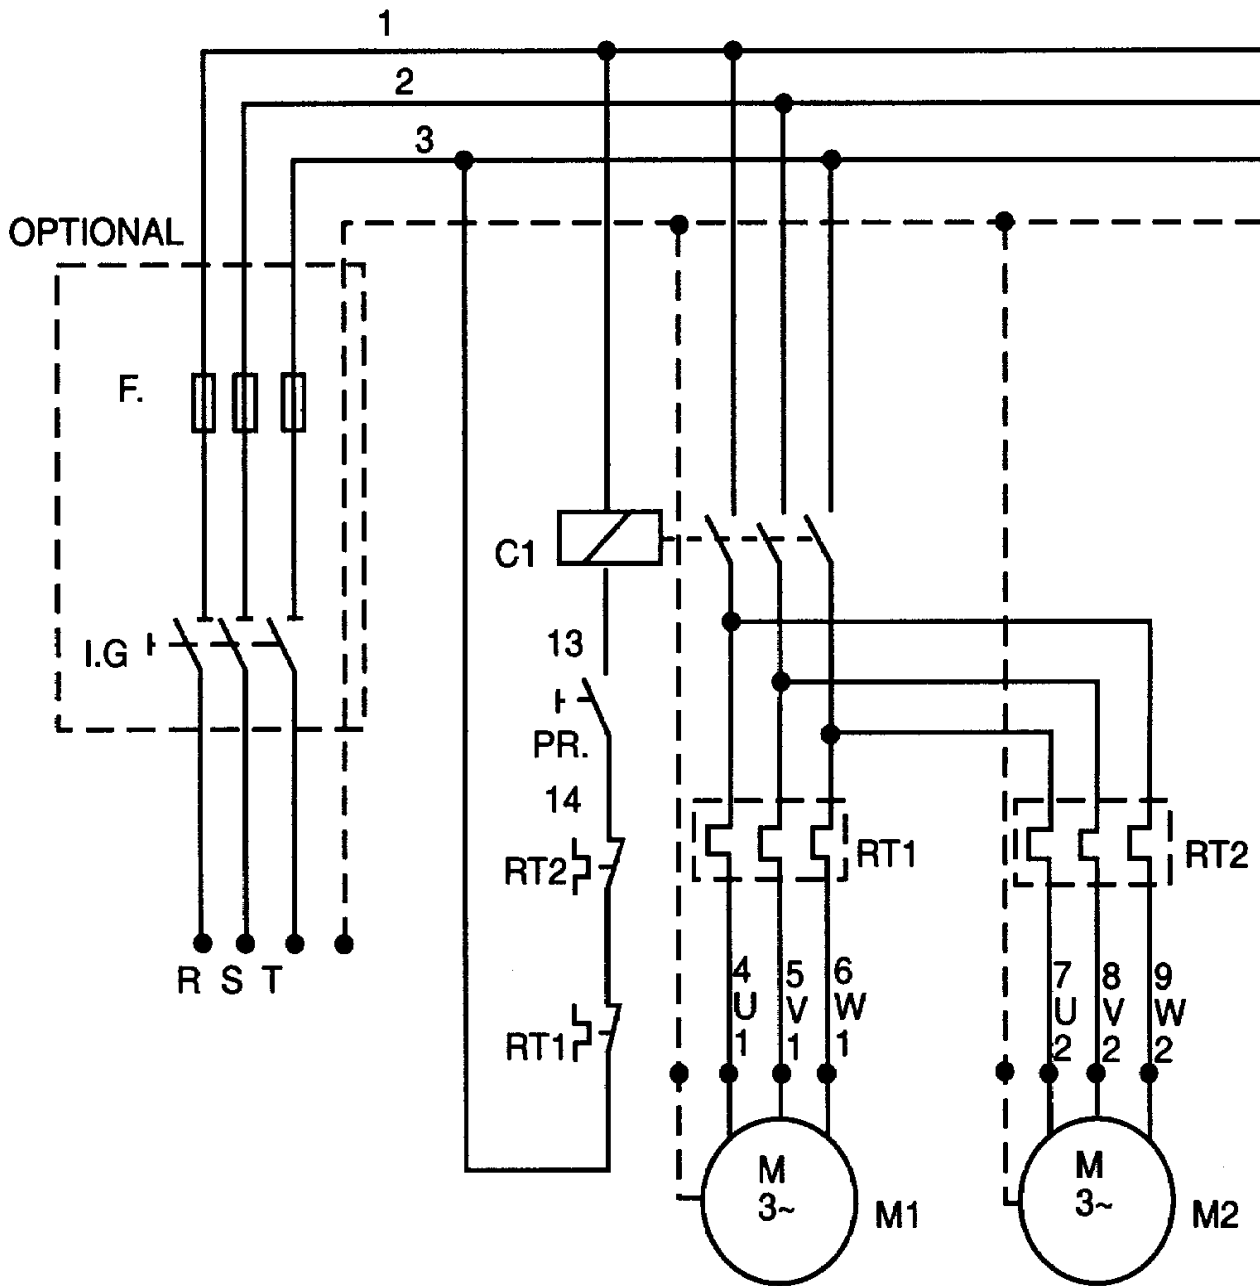 1
2
3
OPTIONAL
F.
C1
I.G
13
PR.
14
RT2
RT1
RT1
RT2
R S T
4 5 6
U V W
1 1 1
7 8 9
U V W
2 2 2
M
3~
M1
M
3~
M2